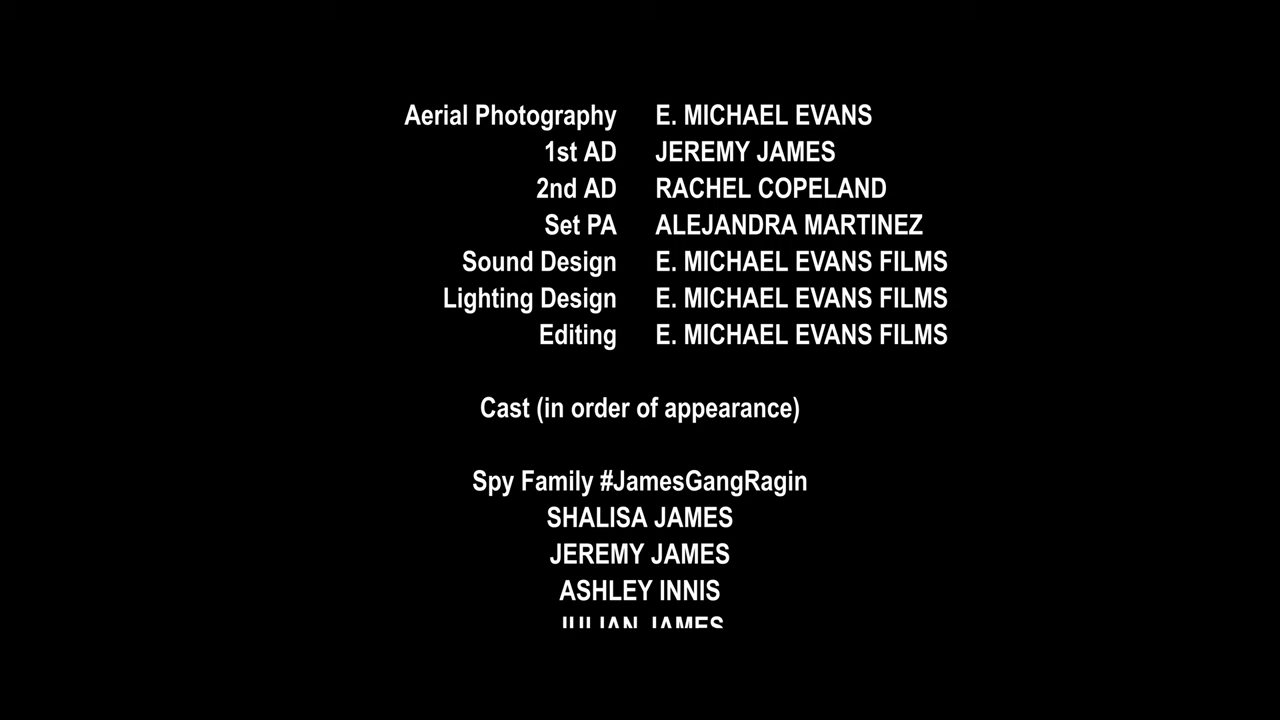 Aerial Photography E. MICHAEL EVANS
1st AD JEREMY JAMES
2nd AD RACHEL COPELAND
Set PA ALEJANDRA MARTINEZ
Sound Design E. MICHAEL EVANS FILMS
Lighting Design E. MICHAEL EVANS FILMS
Editing E. MICHAEL EVANS FILMS
Cast (in order of appearance)
Spy Family #JamesGangRagin
SHALISA JAMES
JEREMY JAMES
ASHLEY INNIS
JULIAN JAMES